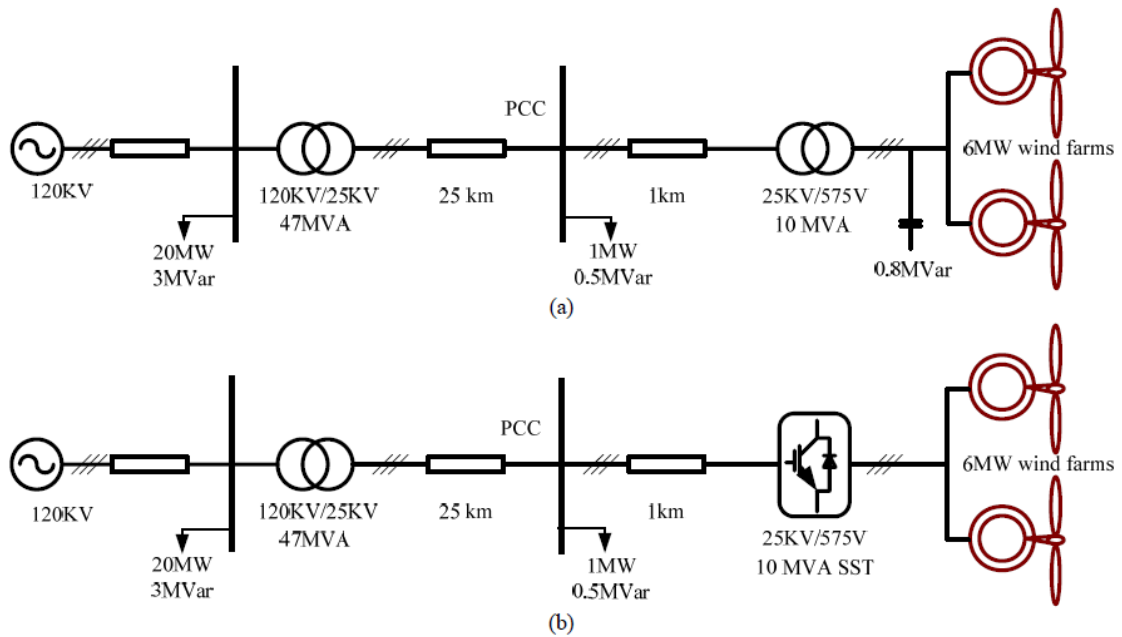 PCC
6MW wind farms
120KV
120KV/25KV
47MVA
25 km
1km
25KV/575V
10 MVA
20MW
3MVar
1MW
0.5MVar
0.8MVar
(a)
PCC
6MW wind farms
120KV
120KV/25KV
47MVA
25 km
1km
25KV/575V
10 MVA SST
20MW
3MVar
1MW
0.5MVar
(b)